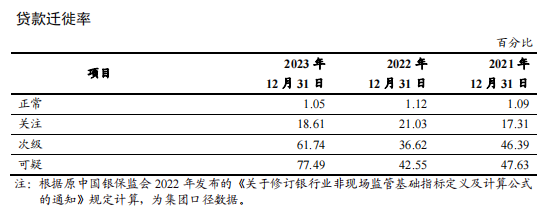 贷款迁徙率
百分比
项目 2023 年 12 月 31 日 2022 年 12 月 31 日 2021 年 12 月 31 日
正常 1.05 1.12 1.09
关注 18.61 21.03 17.31
次级 61.74 36.62 46.39
可疑 77.49 42.55 47.63
注：根据原中国银保监会 2022 年发布的《关于修订银行业非现场监管基础指标定义及计算公式
的通知》规定计算，为集团口径数据。